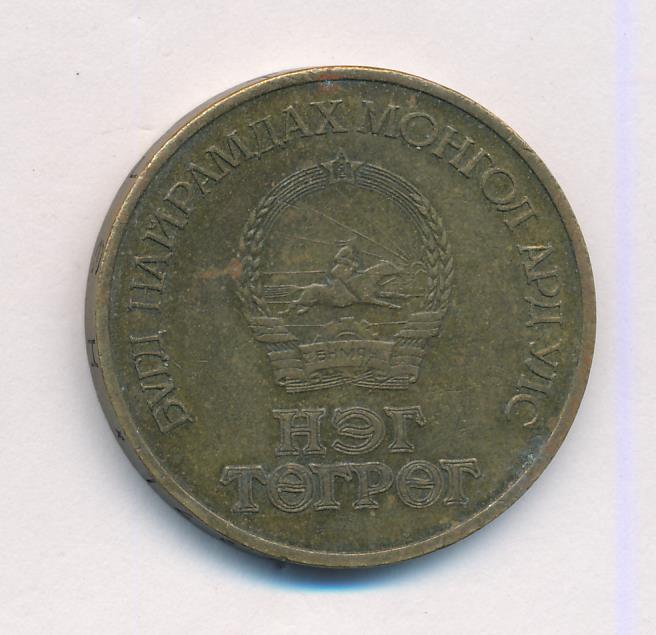 БҮГД НАЙРАМДАХ МОНГОЛ АРД УЛС
БНМАУ
НЭГ
ТӨГРӨГ